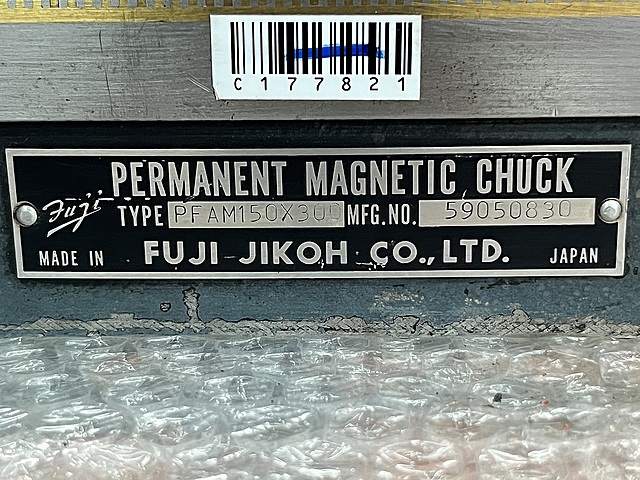 C177821
PERMANENT MAGNETIC CHUCK
Fuji TYPE PFAM150X300 MFG.NO. 59050830
MADE IN FUJI JIKOH CO.,LTD. JAPAN